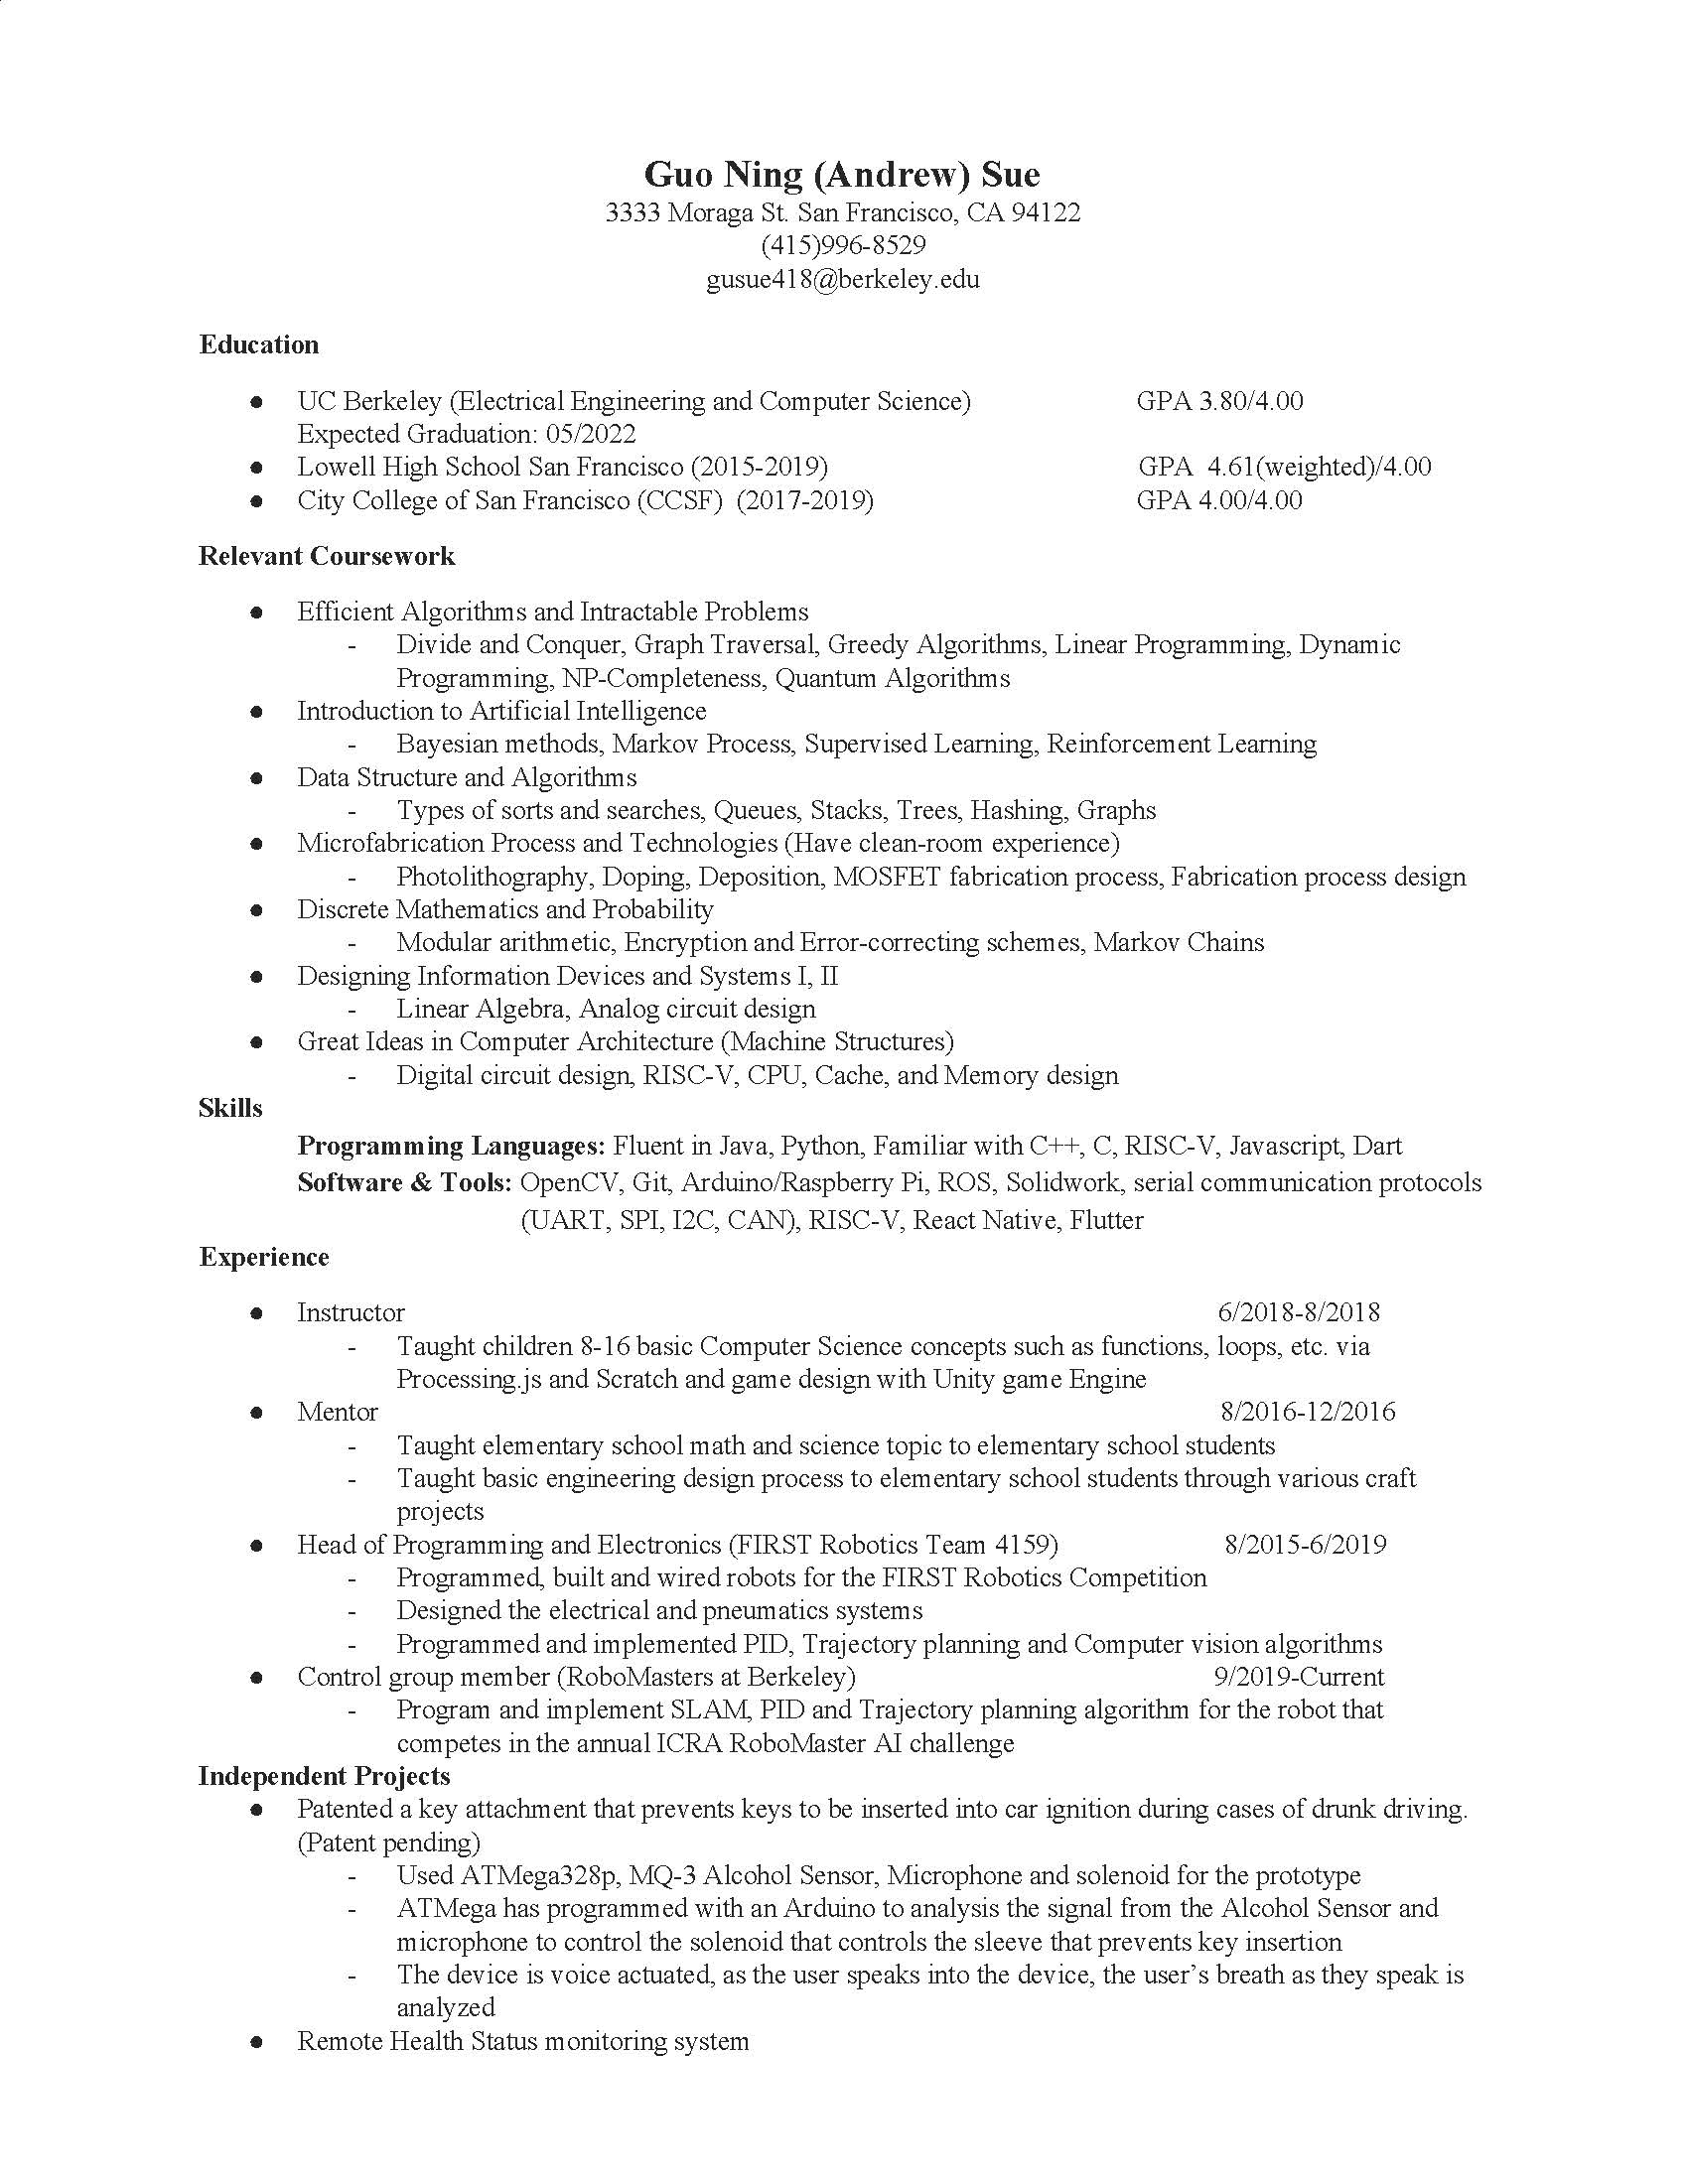 Guo Ning (Andrew) Sue
3333 Moraga St. San Francisco, CA 94122
(415)996-8529
gusue418@berkeley.edu
Education
● UC Berkeley (Electrical Engineering and Computer Science) GPA 3.80/4.00
Expected Graduation: 05/2022
● Lowell High School San Francisco (2015-2019) GPA 4.61(weighted)/4.00
● City College of San Francisco (CCSF) (2017-2019) GPA 4.00/4.00
Relevant Coursework
● Efficient Algorithms and Intractable Problems
- Divide and Conquer, Graph Traversal, Greedy Algorithms, Linear Programming, Dynamic
Programming, NP-Completeness, Quantum Algorithms
● Introduction to Artificial Intelligence
- Bayesian methods, Markov Process, Supervised Learning, Reinforcement Learning
● Data Structure and Algorithms
- Types of sorts and searches, Queues, Stacks, Trees, Hashing, Graphs
● Microfabrication Process and Technologies (Have clean-room experience)
- Photolithography, Doping, Deposition, MOSFET fabrication process, Fabrication process design
● Discrete Mathematics and Probability
- Modular arithmetic, Encryption and Error-correcting schemes, Markov Chains
● Designing Information Devices and Systems I, II
- Linear Algebra, Analog circuit design
● Great Ideas in Computer Architecture (Machine Structures)
- Digital circuit design, RISC-V, CPU, Cache, and Memory design
Skills
Programming Languages: Fluent in Java, Python, Familiar with C++, C, RISC-V, Javascript, Dart
Software & Tools: OpenCV, Git, Arduino/Raspberry Pi, ROS, Solidwork, serial communication protocols
(UART, SPI, I2C, CAN), RISC-V, React Native, Flutter
Experience
● Instructor 6/2018-8/2018
- Taught children 8-16 basic Computer Science concepts such as functions, loops, etc. via
Processing.js and Scratch and game design with Unity game Engine
● Mentor 8/2016-12/2016
- Taught elementary school math and science topic to elementary school students
- Taught basic engineering design process to elementary school students through various craft
projects
● Head of Programming and Electronics (FIRST Robotics Team 4159) 8/2015-6/2019
- Programmed, built and wired robots for the FIRST Robotics Competition
- Designed the electrical and pneumatics systems
- Programmed and implemented PID, Trajectory planning and Computer vision algorithms
● Control group member (RoboMasters at Berkeley) 9/2019-Current
- Program and implement SLAM, PID and Trajectory planning algorithm for the robot that
competes in the annual ICRA RoboMaster AI challenge
Independent Projects
● Patented a key attachment that prevents keys to be inserted into car ignition during cases of drunk driving.
(Patent pending)
- Used ATMega328p, MQ-3 Alcohol Sensor, Microphone and solenoid for the prototype
- ATMega has programmed with an Arduino to analysis the signal from the Alcohol Sensor and
microphone to control the solenoid that controls the sleeve that prevents key insertion
- The device is voice actuated, as the user speaks into the device, the user’s breath as they speak is
analyzed
● Remote Health Status monitoring system